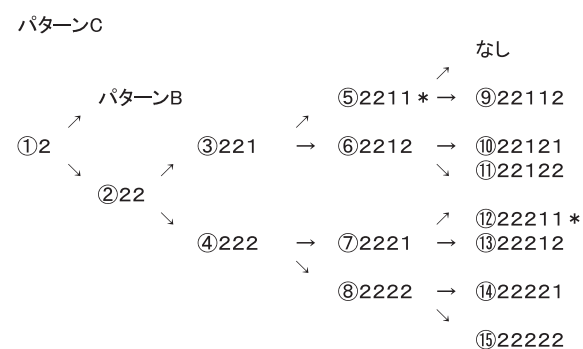 パターンC
なし
↗
パターンB ⑤2211* → ⑨22112
↗ ↗
①2 ③221 → ⑥2212 → ⑩22121
↘ ↗ ↘ ⑪22122
②22
↘ ↗ ⑫22211*
④222 → ⑦2221 → ⑬22212
↘
⑧2222 → ⑭22221
↘
⑮22222